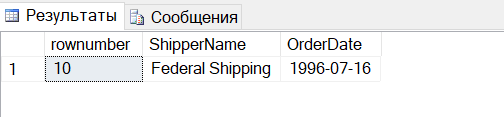 Результаты Сообщения
rownumber ShipperName OrderDate
1 10 Federal Shipping 1996-07-16